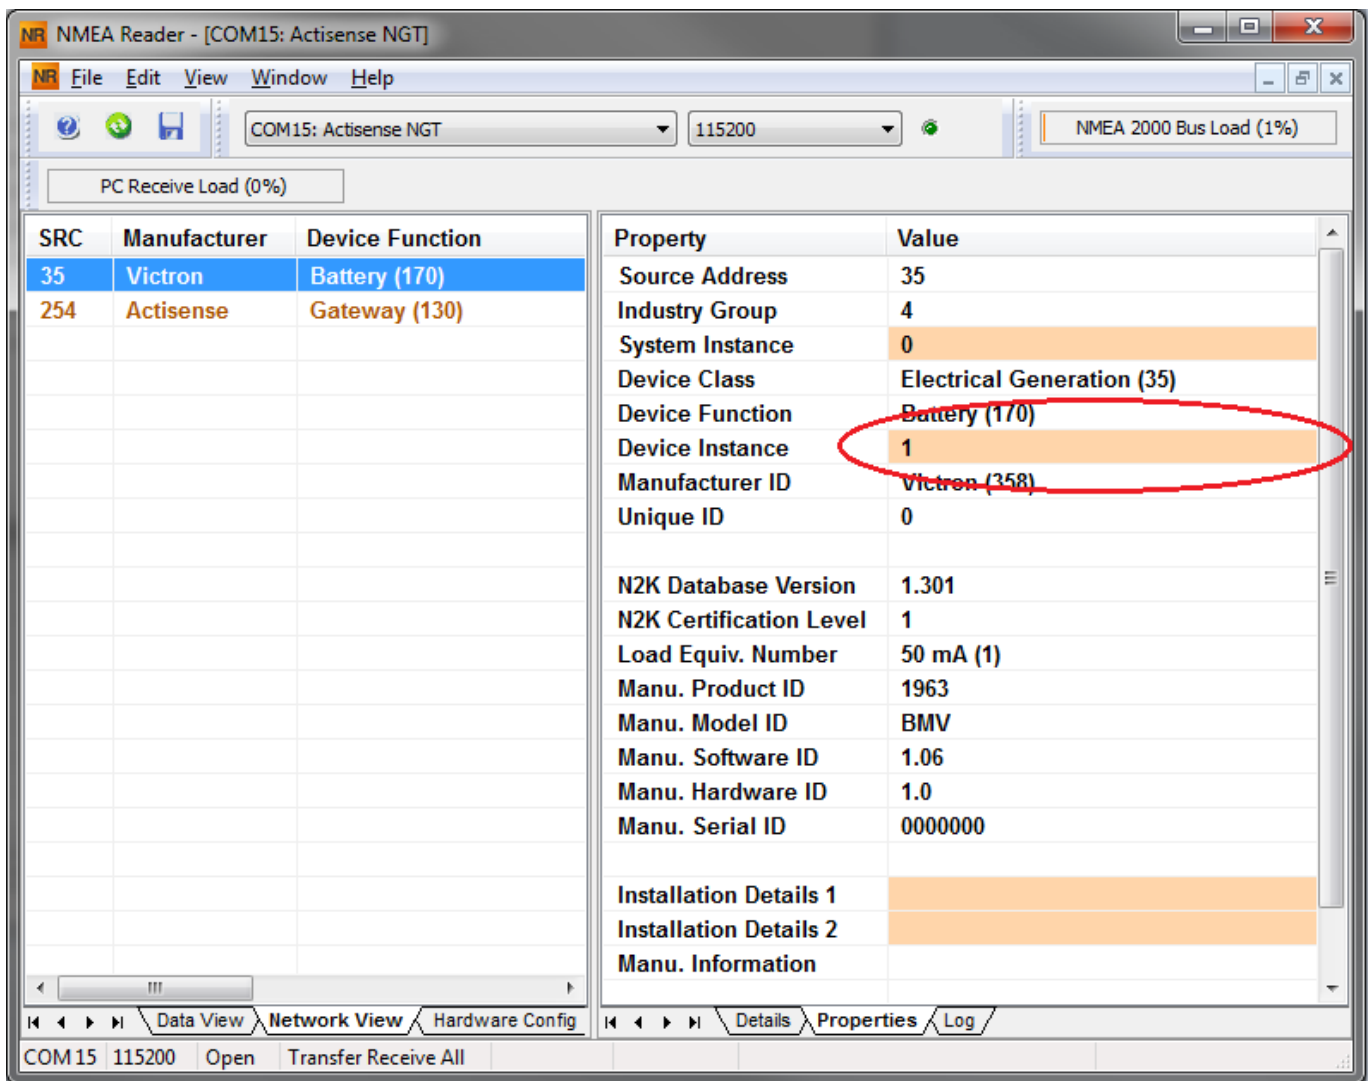 NR NMEA Reader - [COM15: Actisense NGT]
NR File Edit View Window Help
COM15: Actisense NGT 115200 NMEA 2000 Bus Load (1%)
PC Receive Load (0%)
SRC Manufacturer Device Function
35 Victron Battery (170)
254 Actisense Gateway (130)
Property Value
Source Address 35
Industry Group 4
System Instance 0
Device Class Electrical Generation (35)
Device Function Battery (170)
Device Instance 1
Manufacturer ID Victron (358)
Unique ID 0
N2K Database Version 1.301
N2K Certification Level 1
Load Equiv. Number 50 mA (1)
Manu. Product ID 1963
Manu. Model ID BMV
Manu. Software ID 1.06
Manu. Hardware ID 1.0
Manu. Serial ID 0000000
Installation Details 1
Installation Details 2
Manu. Information
Data View Network View Hardware Config
Details Properties Log
COM 15 115200 Open Transfer Receive All